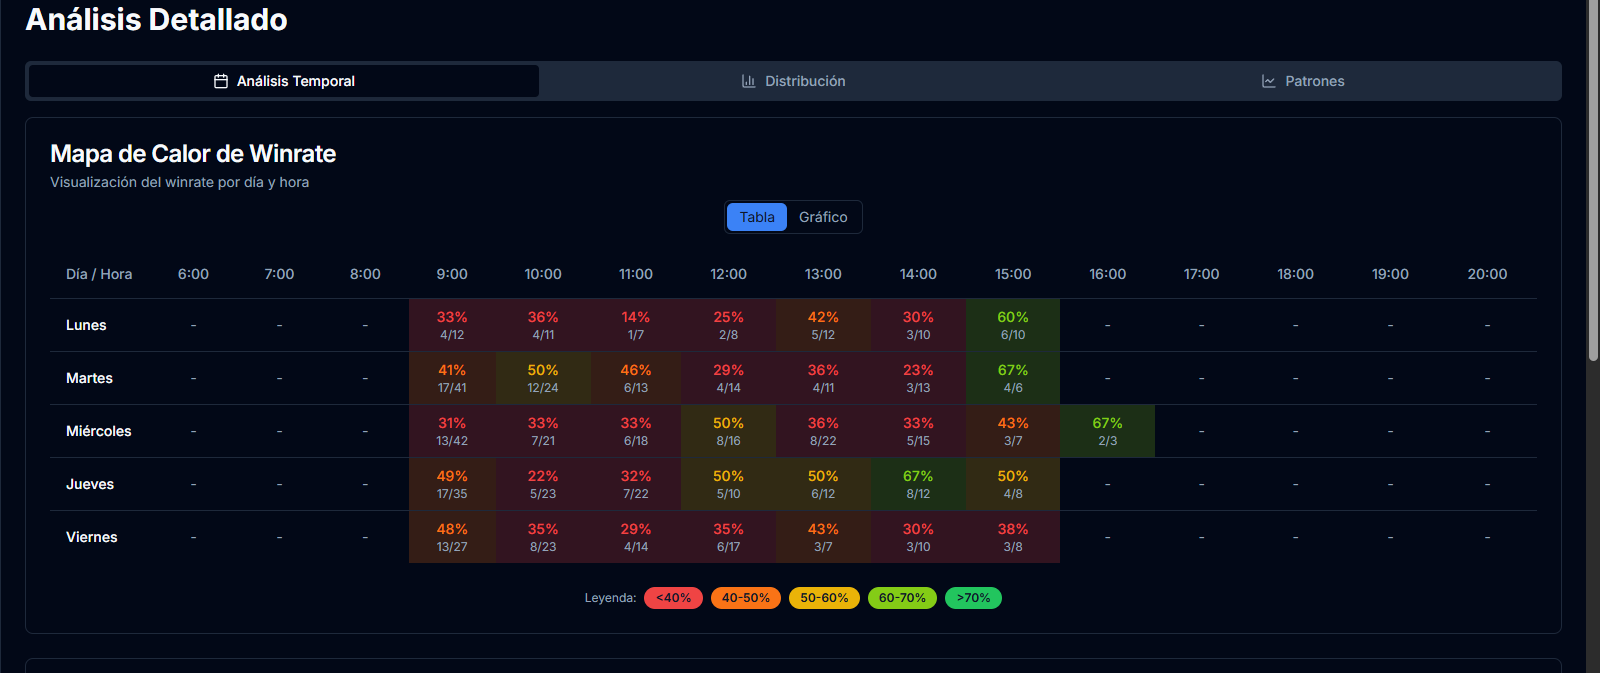 Análisis Detallado
Análisis Temporal Distribución Patrones
Mapa de Calor de Winrate
Visualización del winrate por día y hora
Tabla Gráfico
Día / Hora 6:00 7:00 8:00 9:00 10:00 11:00 12:00 13:00 14:00 15:00 16:00 17:00 18:00 19:00 20:00
33% 36% 14% 25% 42% 30% 60%
Lunes - - - - - - - -
4/12 4/11 1/7 2/8 5/12 3/10 6/10
41% 50% 46% 29% 36% 23% 67%
Martes - - - - - - - -
17/41 12/24 6/13 4/14 4/11 3/13 4/6
31% 33% 33% 50% 36% 33% 43% 67%
Miércoles - - - - - - -
13/42 7/21 6/18 8/16 8/22 5/15 3/7 2/3
49% 22% 32% 50% 50% 67% 50%
Jueves - - - - - - - -
17/35 5/23 7/22 5/10 6/12 8/12 4/8
48% 35% 29% 35% 43% 30% 38%
Viernes - - - - - - - -
13/27 8/23 4/14 6/17 3/7 3/10 3/8
Leyenda: <40% 40-50% 50-60% 60-70% >70%